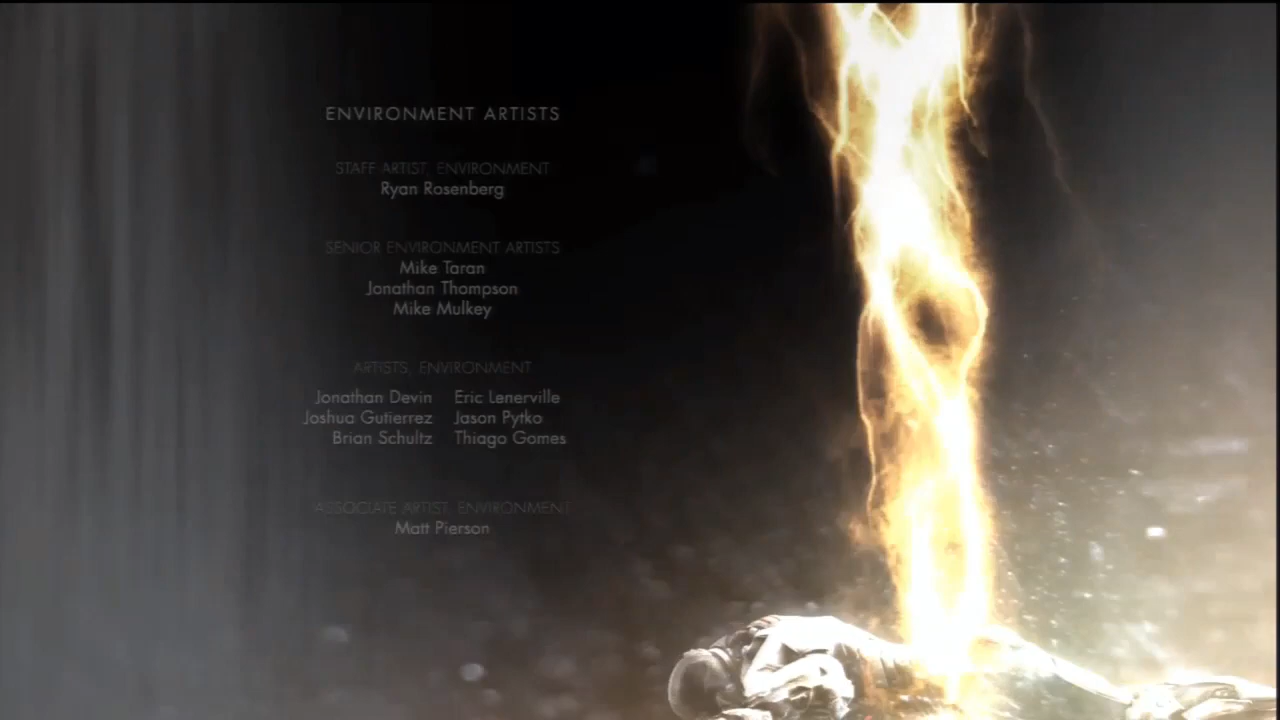 ENVIRONMENT ARTISTS
STAFF ARTIST, ENVIRONMENT
Ryan Rosenberg
SENIOR ENVIRONMENT ARTISTS
Mike Taran
Jonathan Thompson
Mike Mulkey
ARTISTS, ENVIRONMENT
Jonathan Devin Eric Lenerville
Joshua Gutierrez Jason Pytko
Brian Schultz Thiago Gomes
ASSOCIATE ARTIST, ENVIRONMENT
Matt Pierson